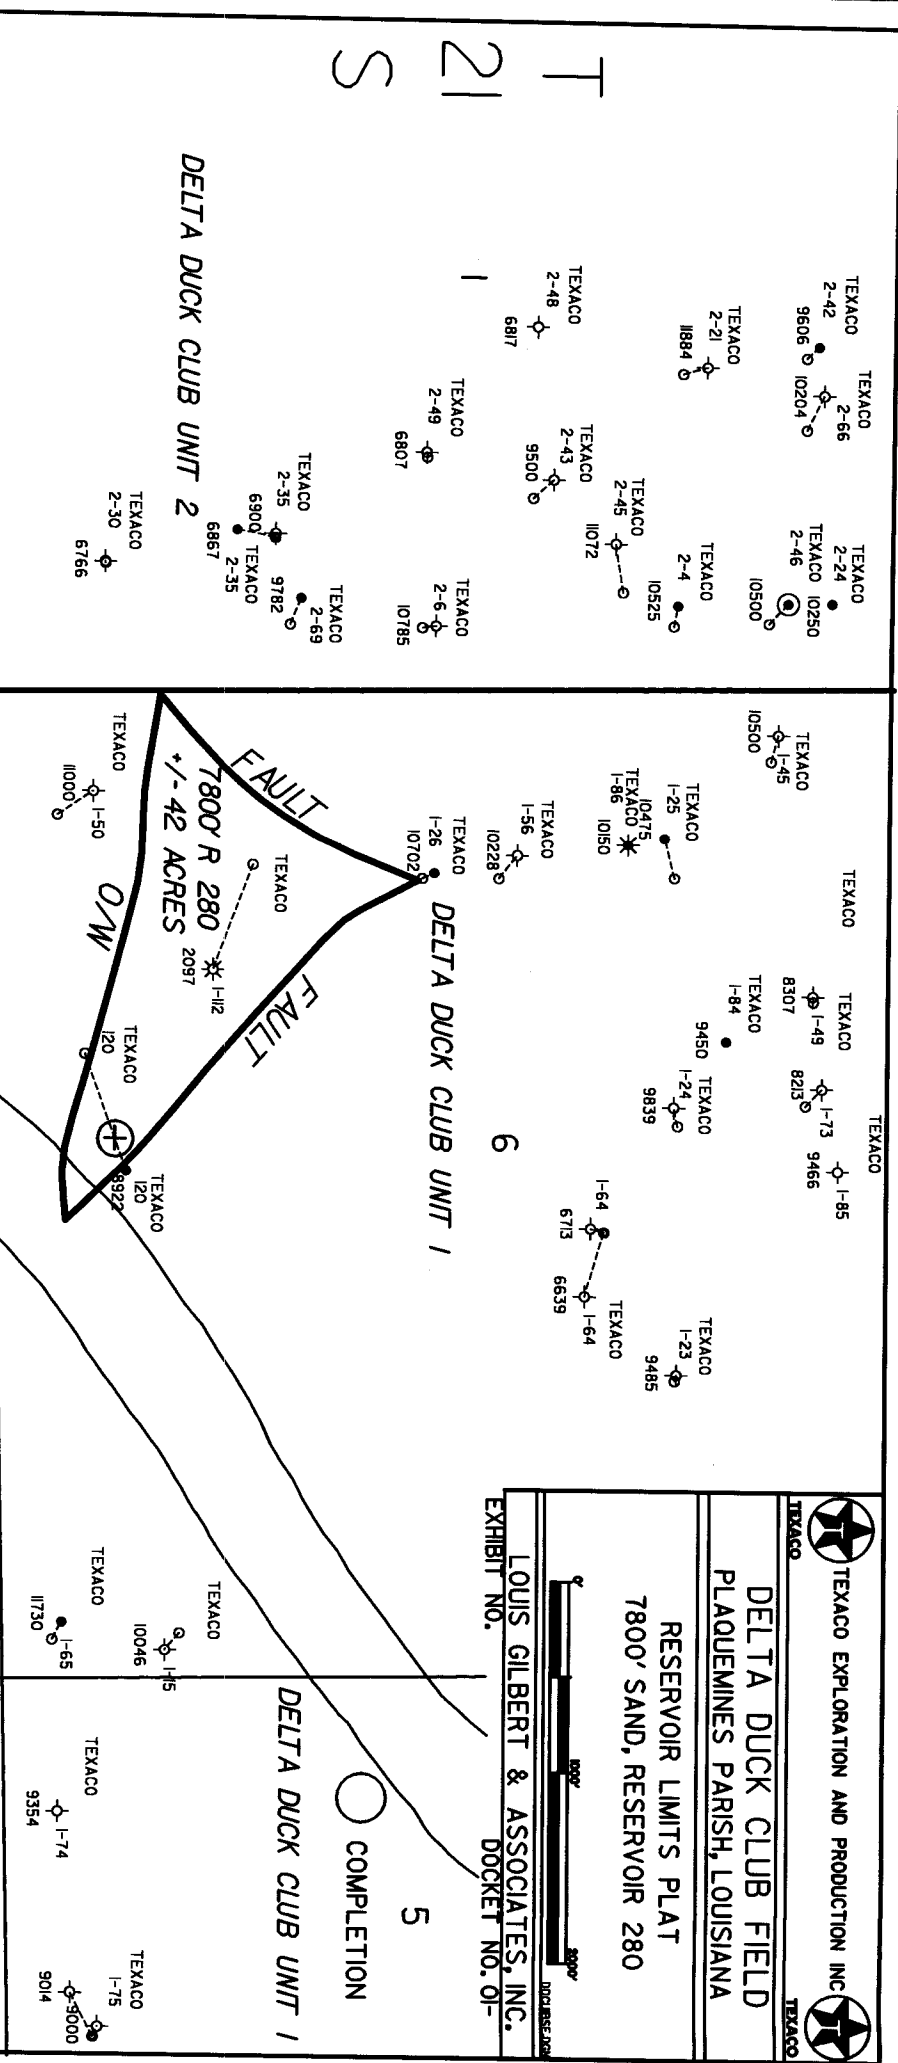 T
21
S
TEXACO
2-42
9606
TEXACO
2-66
10204
TEXACO
2-24
10250
TEXACO
2-46
10500
TEXACO
2-21
11884
TEXACO
2-48
6817
1
TEXACO
2-43
9500
TEXACO
2-45
11072
TEXACO
2-4
10525
TEXACO
2-49
6807
TEXACO
2-6
10785
TEXACO
2-35
6900
6867
TEXACO
2-35
TEXACO
2-69
9782
TEXACO
2-30
6766
DELTA DUCK CLUB UNIT 2
TEXACO
1-45
10500
TEXACO
1-25
10475
TEXACO
1-86
10150
TEXACO
1-56
10228
TEXACO
1-26
10702
TEXACO
TEXACO
1-49
8307
TEXACO
1-84
9450
1-73
8213
TEXACO
1-85
9466
TEXACO
1-24
9839
6
1-64
6713
TEXACO
1-64
6639
TEXACO
1-23
9485
DELTA DUCK CLUB UNIT 1
FAULT
FAULT
7800' R 280
+/- 42 ACRES
O/W
TEXACO
1-112
2097
TEXACO
1-50
11000
TEXACO
120
TEXACO
120
8922
TEXACO
1-65
11730
TEXACO
1-15
10046
TEXACO
1-74
9354
TEXACO
1-75
9000
9014
DELTA DUCK CLUB UNIT 1
COMPLETION
5
TEXACO
TEXACO EXPLORATION AND PRODUCTION INC
TEXACO
DELTA DUCK CLUB FIELD
PLAQUEMINES PARISH, LOUISIANA
RESERVOIR LIMITS PLAT
7800' SAND, RESERVOIR 280
0' 1000' 2000'
LOUIS GILBERT & ASSOCIATES, INC.
EXHIBIT NO. DOCKET NO. 01-